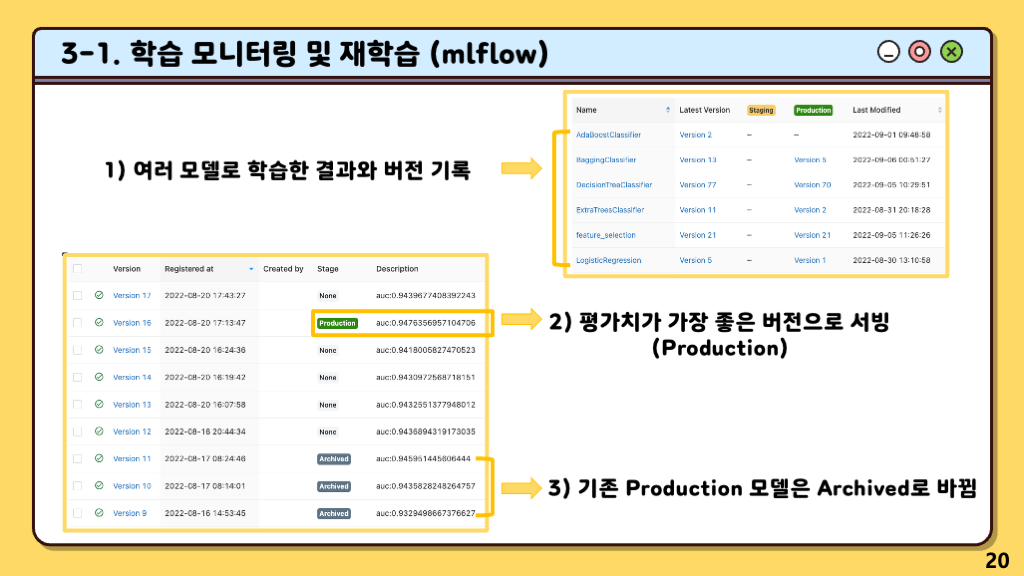 3-1. 학습 모니터링 및 재학습 (mlflow)
1) 여러 모델로 학습한 결과와 버전 기록
Name Latest Version Staging Production Last Modified
AdaBoostClassifier Version 2 – – 2022-09-01 09:48:58
BaggingClassifier Version 13 – Version 5 2022-09-06 00:51:27
DecisionTreeClassifier Version 77 – Version 70 2022-09-05 10:29:51
ExtraTreesClassifier Version 11 – Version 2 2022-08-31 20:18:28
feature_selection Version 21 – Version 21 2022-09-05 11:26:26
LogisticRegression Version 5 – Version 1 2022-08-30 13:10:58
Version Registered at Created by Stage Description
Version 17 2022-08-20 17:43:27 None auc:0.9439677408392243
Version 16 2022-08-20 17:13:47 Production auc:0.9476356957104706
Version 15 2022-08-20 16:24:36 None auc:0.9418005827470523
Version 14 2022-08-20 16:19:42 None auc:0.9430972568718151
Version 13 2022-08-20 16:07:58 None auc:0.9432551377948012
Version 12 2022-08-18 20:44:34 None auc:0.9436894319173035
Version 11 2022-08-17 08:24:46 Archived auc:0.945951445606444
Version 10 2022-08-17 08:14:01 Archived auc:0.9435828248264757
Version 9 2022-08-16 14:53:45 Archived auc:0.9329498667376627
2) 평가치가 가장 좋은 버전으로 서빙
(Production)
3) 기존 Production 모델은 Archived로 바뀜
20